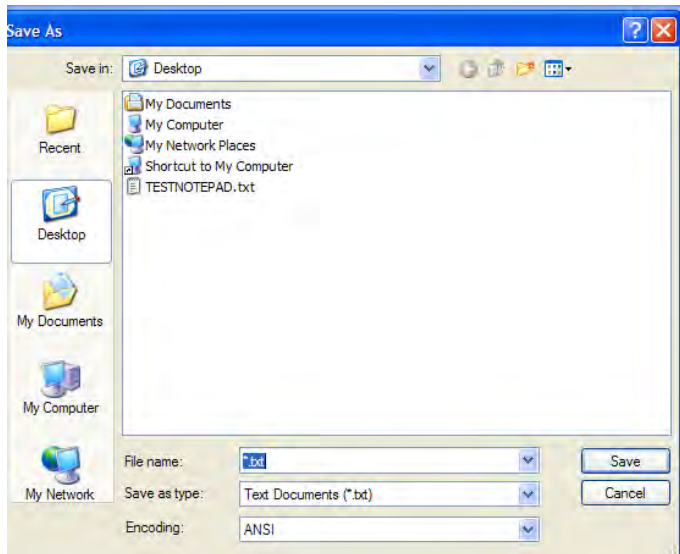 Save As
Save in: Desktop
My Documents
My Computer
My Network Places
Shortcut to My Computer
TESTNOTEPAD.txt
Recent
Desktop
My Documents
My Computer
My Network
File name: *.txt Save
Save as type: Text Documents (*.txt) Cancel
Encoding: ANSI